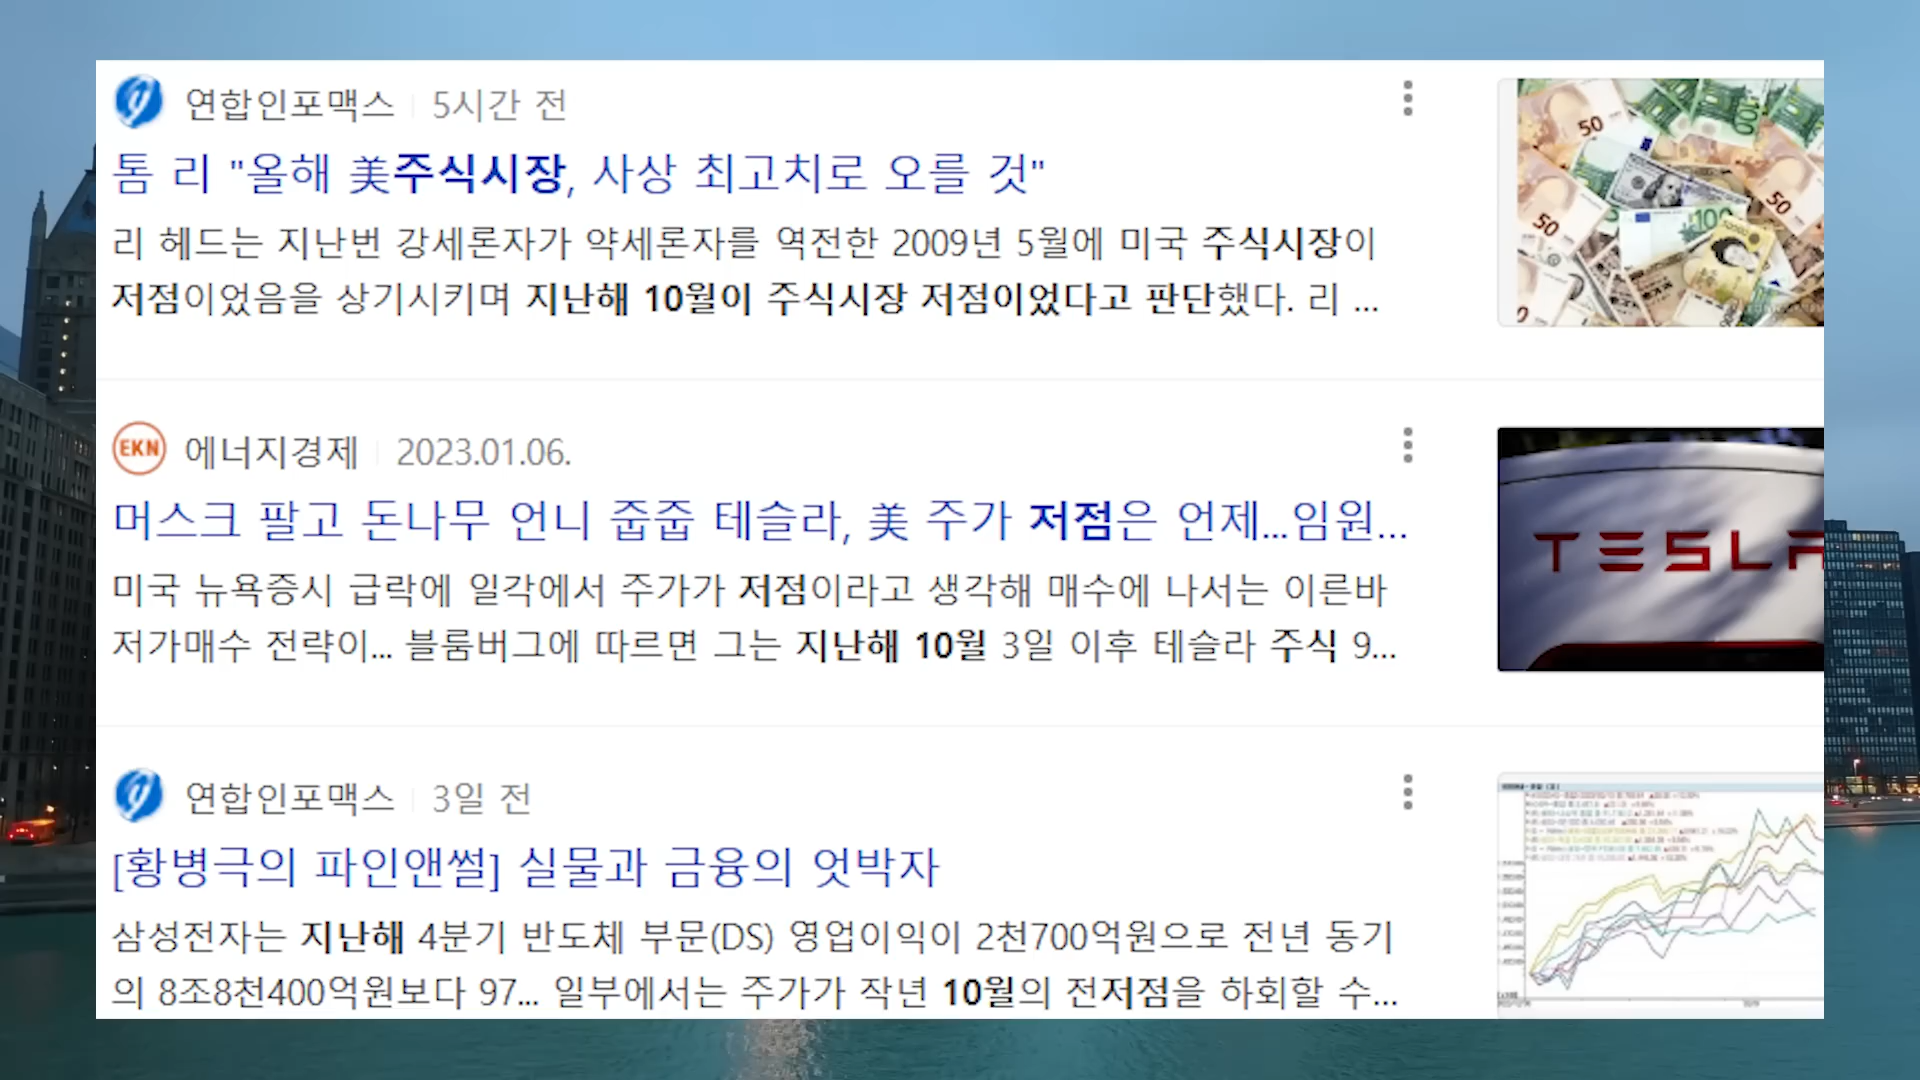 연합인포맥스 5시간 전
톰 리 "올해 美주식시장, 사상 최고치로 오를 것"
리 헤드는 지난번 강세론자가 약세론자를 역전한 2009년 5월에 미국 주식시장이
저점이었음을 상기시키며 지난해 10월이 주식시장 저점이었다고 판단했다. 리 ...
50
100
50
100
EKN 에너지경제 2023.01.06.
머스크 팔고 돈나무 언니 줍줍 테슬라, 美 주가 저점은 언제...임원...
미국 뉴욕증시 급락에 일각에서 주가가 저점이라고 생각해 매수에 나서는 이른바
저가매수 전략이... 블룸버그에 따르면 그는 지난해 10월 3일 이후 테슬라 주식 9...
TESLA
연합인포맥스 3일 전
[황병극의 파인앤썰] 실물과 금융의 엇박자
삼성전자는 지난해 4분기 반도체 부문(DS) 영업이익이 2천700억원으로 전년 동기
의 8조8천400억원보다 97... 일부에서는 주가가 작년 10월의 전저점을 하회할 수...